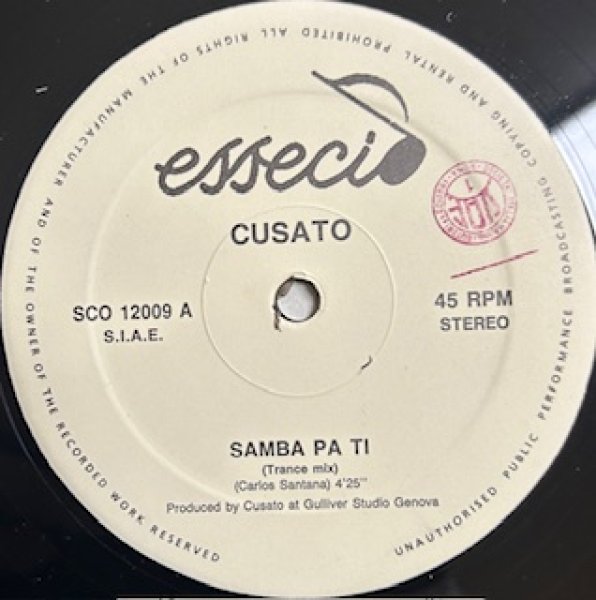 ALL RIGHTS OF THE MANUFACTURER AND OF THE OWNER OF THE RECORDED WORK RESERVED
UNAUTHORISED PUBLIC PERFORMANCE BROADCASTING COPYING AND RENTAL PROHIBITED
esseci
CUSATO
SCO 12009 A
S.I.A.E.
45 RPM
STEREO
SAMBA PA TI
(Trance mix)
(Carlos Santana) 4'25"
Produced by Cusato at Gulliver Studio Genova